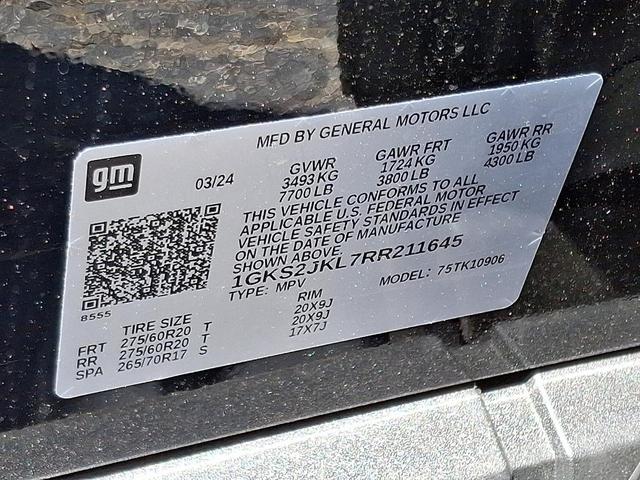 MFD BY GENERAL MOTORS LLC
gm
03/24
GVWR GAWR FRT GAWR RR
3493 KG 1724 KG 1950 KG
7700 LB 3800 LB 4300 LB
THIS VEHICLE CONFORMS TO ALL
APPLICABLE U.S. FEDERAL MOTOR
VEHICLE SAFETY STANDARDS IN EFFECT
ON THE DATE OF MANUFACTURE
SHOWN ABOVE
1GKS2JKL7RR211645
TYPE: MPV MODEL: 75TK10906
8555
TIRE SIZE RIM
FRT 275/60R20 T 20X9J
RR 275/60R20 T 20X9J
SPA 265/70R17 S 17X7J